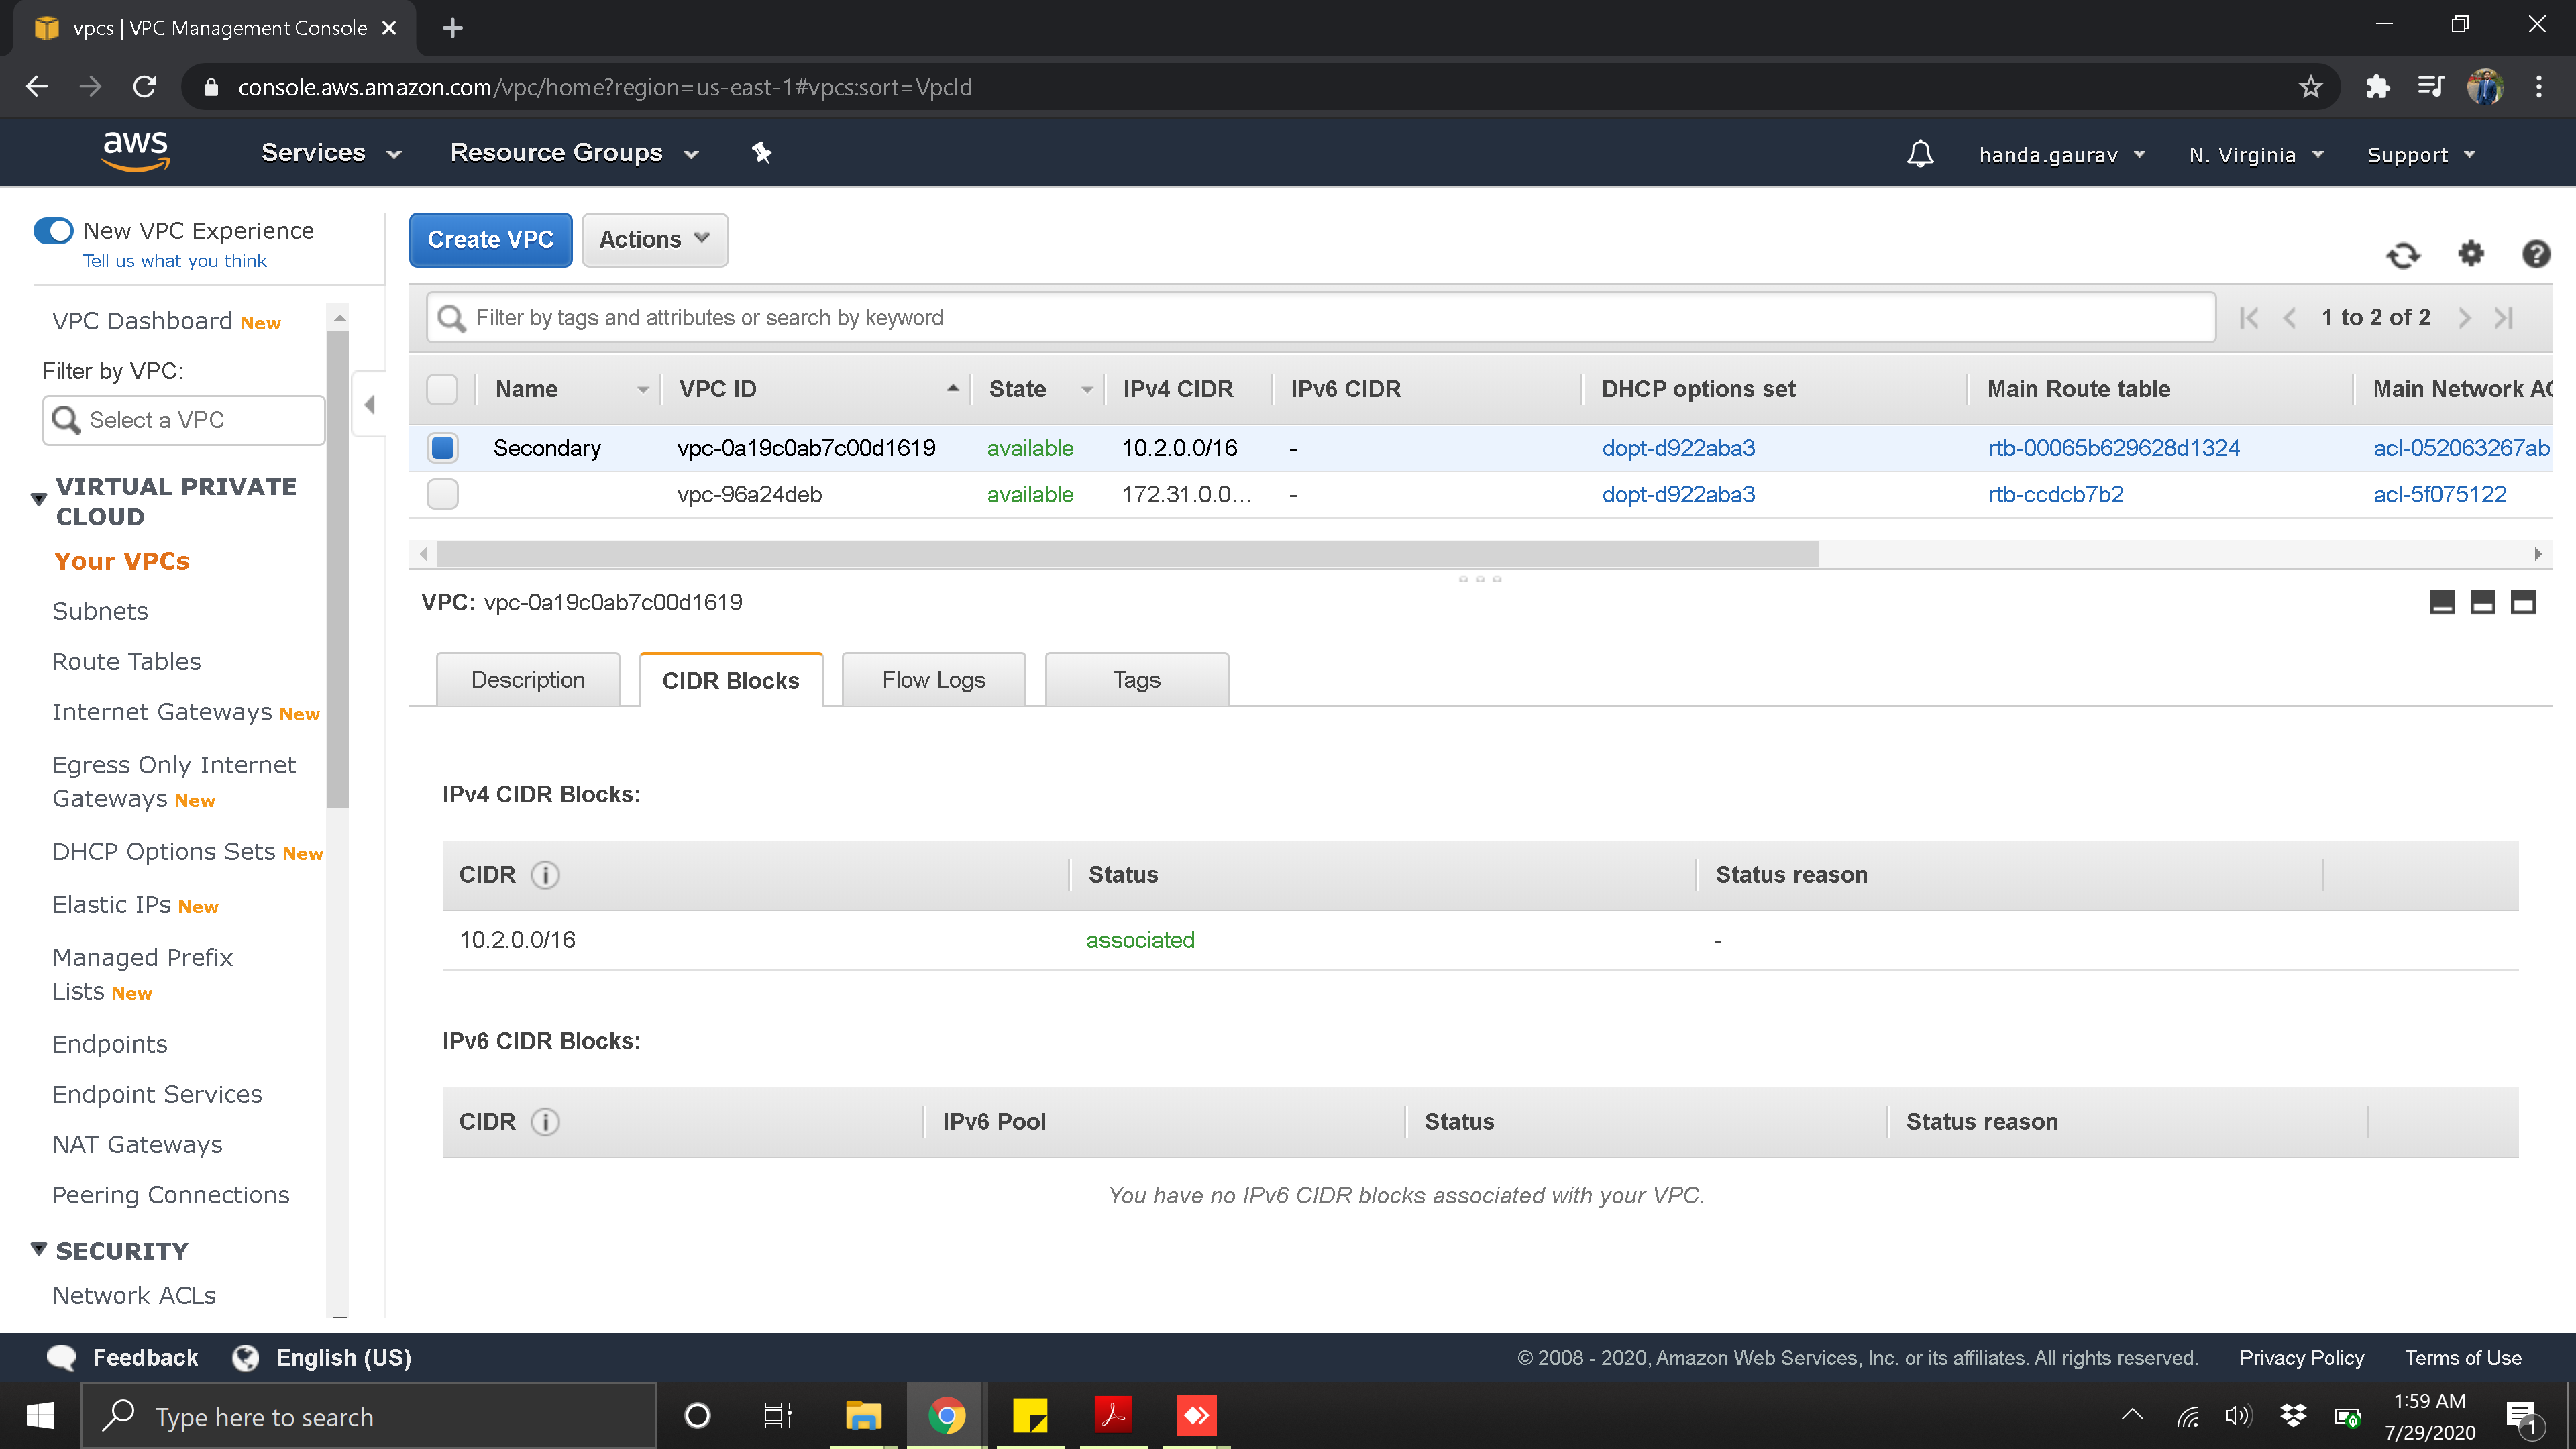 vpcs | VPC Management Console
console.aws.amazon.com/vpc/home?region=us-east-1#vpcs:sort=VpcId
aws Services Resource Groups handa.gaurav N. Virginia Support
New VPC Experience
Tell us what you think
VPC Dashboard New
Filter by VPC:
Select a VPC
VIRTUAL PRIVATE
CLOUD
Your VPCs
Subnets
Route Tables
Internet Gateways New
Egress Only Internet
Gateways New
DHCP Options Sets New
Elastic IPs New
Managed Prefix
Lists New
Endpoints
Endpoint Services
NAT Gateways
Peering Connections
SECURITY
Network ACLs
Create VPC Actions
Filter by tags and attributes or search by keyword 1 to 2 of 2
Name VPC ID State IPv4 CIDR IPv6 CIDR DHCP options set Main Route table Main Network AC
Secondary vpc-0a19c0ab7c00d1619 available 10.2.0.0/16 - dopt-d922aba3 rtb-00065b629628d1324 acl-052063267ab
vpc-96a24deb available 172.31.0.0... - dopt-d922aba3 rtb-ccdcb7b2 acl-5f075122
VPC: vpc-0a19c0ab7c00d1619
Description CIDR Blocks Flow Logs Tags
IPv4 CIDR Blocks:
CIDR Status Status reason
10.2.0.0/16 associated -
IPv6 CIDR Blocks:
CIDR IPv6 Pool Status Status reason
You have no IPv6 CIDR blocks associated with your VPC.
Feedback English (US) © 2008 - 2020, Amazon Web Services, Inc. or its affiliates. All rights reserved. Privacy Policy Terms of Use
Type here to search
1:59 AM
7/29/2020
1